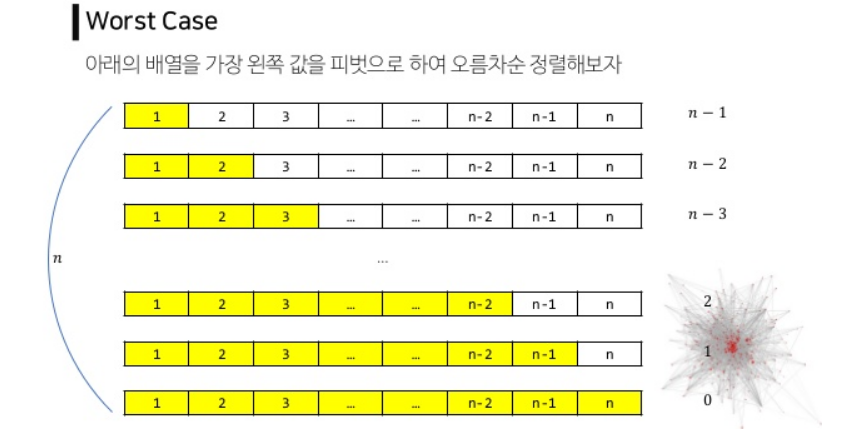 Worst Case
아래의 배열을 가장 왼쪽 값을 피벗으로 하여 오름차순 정렬해보자
1 2 3 … … n-2 n-1 n n − 1
1 2 3 … … n-2 n-1 n n − 2
1 2 3 … … n-2 n-1 n n − 3
n …
1 2 3 … … n-2 n-1 n 2
1 2 3 … … n-2 n-1 n 1
1 2 3 … … n-2 n-1 n 0